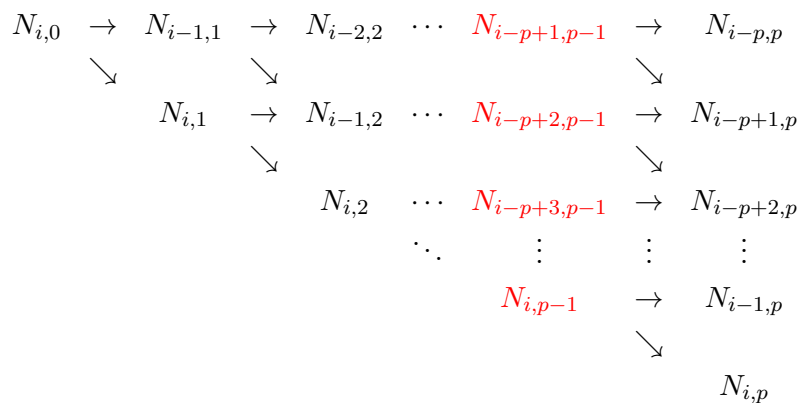 N_{i,0} → N_{i−1,1} → N_{i−2,2} ⋯ N_{i−p+1,p−1} → N_{i−p,p}
↘ ↘ ↘
N_{i,1} → N_{i−1,2} ⋯ N_{i−p+2,p−1} → N_{i−p+1,p}
↘ ↘
N_{i,2} ⋯ N_{i−p+3,p−1} → N_{i−p+2,p}
⋱ ⋮ ⋮ ⋮
N_{i,p−1} → N_{i−1,p}
↘
N_{i,p}